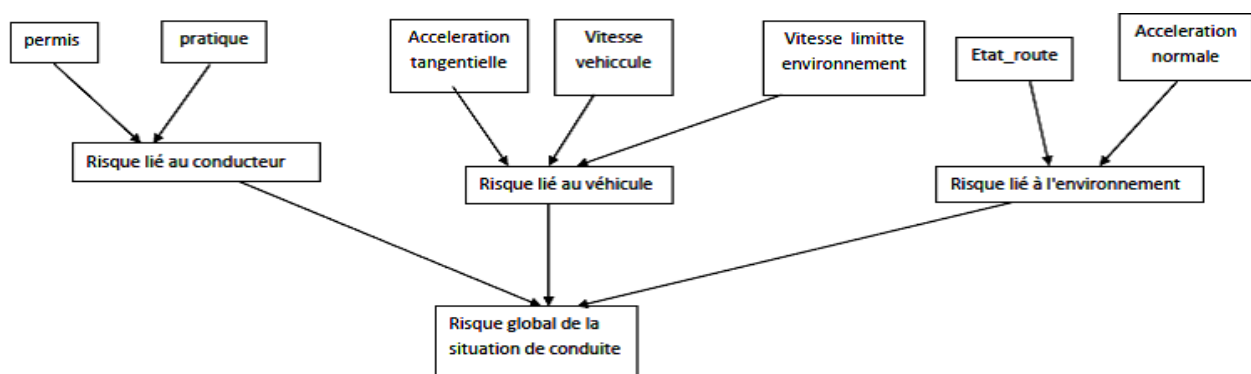 permis
pratique
Acceleration
tangentielle
Vitesse
vehiccule
Vitesse limitte
environnement
Etat_route
Acceleration
normale
Risque lié au conducteur
Risque lié au véhicule
Risque lié à l'environnement
Risque global de la
situation de conduite